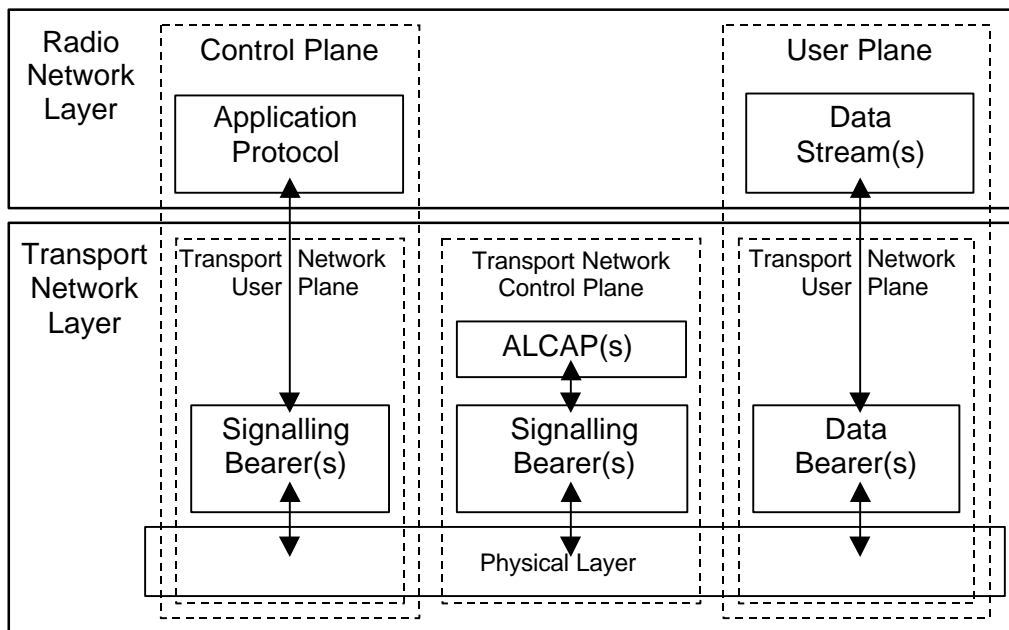 Radio
Network
Layer
Control Plane
User Plane
Application
Protocol
Data
Stream(s)
Transport
Network
Layer
Transport Network
User Plane
Transport Network
Control Plane
Transport Network
User Plane
ALCAP(s)
Signalling
Bearer(s)
Signalling
Bearer(s)
Data
Bearer(s)
Physical Layer